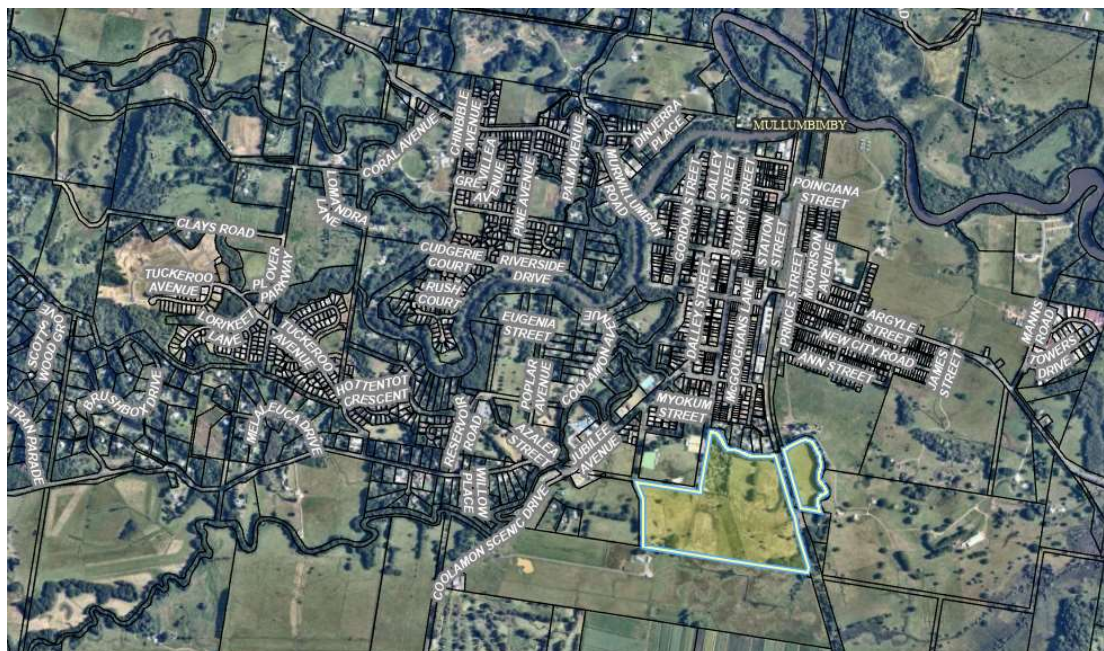 MULLUMBIMBY
CORAL AVENUE
CHINBIBLE
AVENUE
GREVILLEA
AV
AVENUE
PINE AVENUE
PALM AVENUE
DINJERRA
PLACE
MURWILLUMBAH
ROAD
LOMANDRA
LANE
GORDON STREET
DALLEY
STREET
STUART STREET
STATION
STREET
POINCIANA
STREET
PRINCE STREET
MORRISON
AVENUE
CLAYS ROAD
PLOVER
PARKWAY
TUCKEROO
AVENUE
LORIKEET
LANE
TUCKEROO
AVENUE
CUDGERIE
COURT
RIVERSIDE
DRIVE
RUSH
COURT
EUGENIA
STREET
COOLAMON AVENUE
POPLAR
AVENUE
DALLEY STREET
MCGOUGHANS LANE
ARGYLE
STREET
NEW CITY ROAD
ANN STREET
JAMES
STREET
MANNS
ROAD
TOWERS
DRIVE
HOTTENTOT
CRESCENT
MYOKUM
STREET
BRUSHBOX DRIVE
MELALEUCA DRIVE
RESERVOIR
ROAD
AZALEA
STREET
JUBILEE
AVENUE
WILLOW
PLACE
COOLAMON SCENIC DRIVE
TRAN PARADE